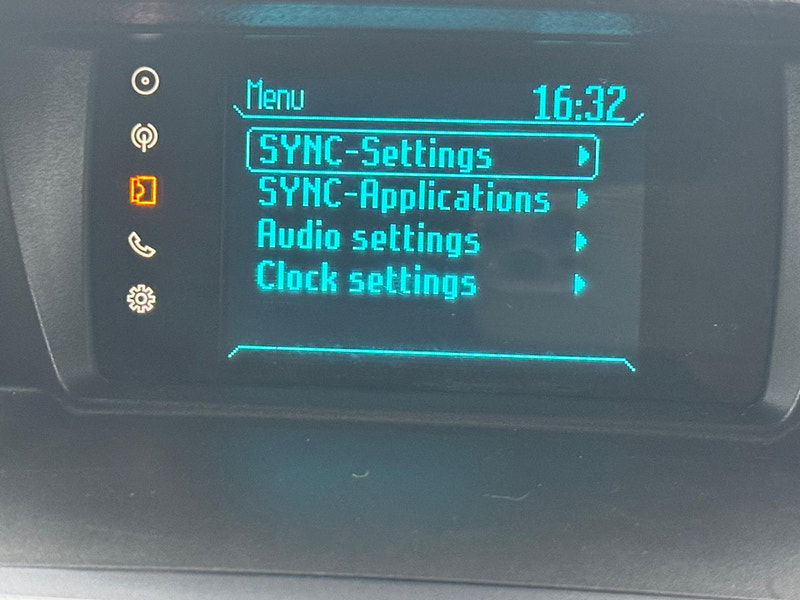 Menu 16:32
SYNC-Settings
SYNC-Applications
Audio settings
Clock settings